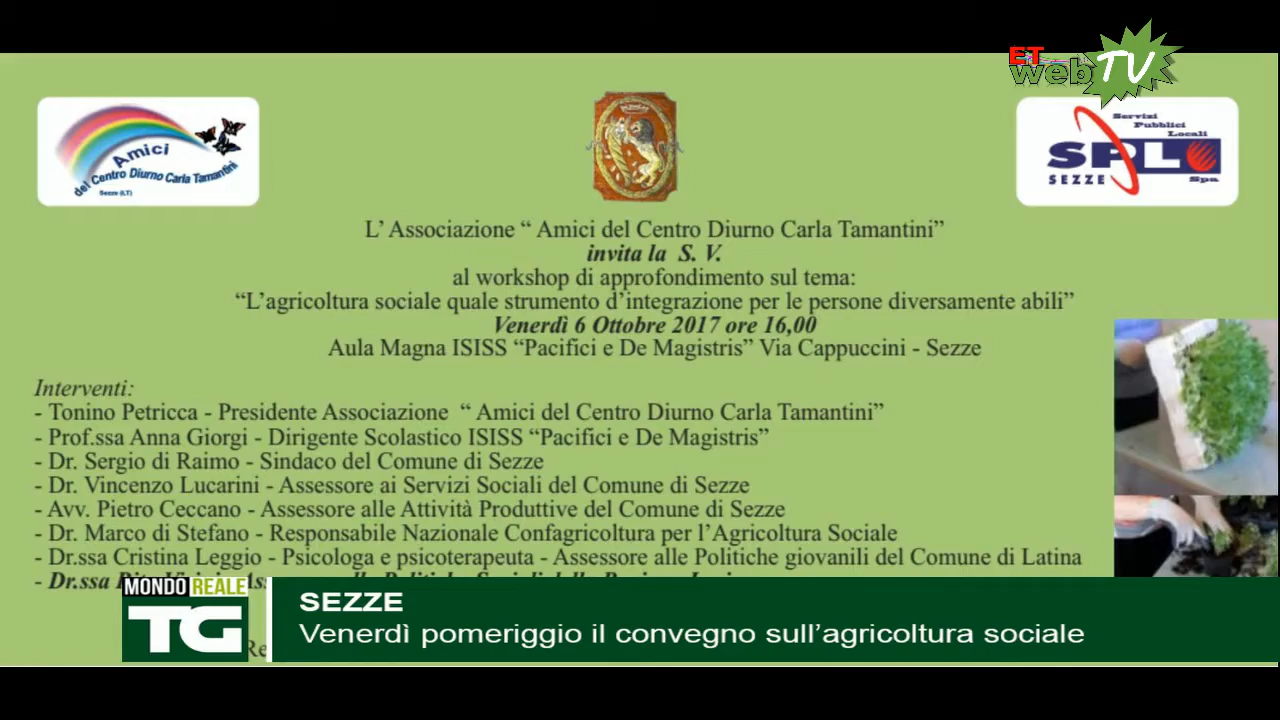 ET
web TV
Amici
del Centro Diurno Carla Tamantini
Sezze (LT)
Servizi
Pubblici
Locali
SPL
SEZZE
Spa
L’ Associazione “ Amici del Centro Diurno Carla Tamantini”
invita la S. V.
al workshop di approfondimento sul tema:
“L’agricoltura sociale quale strumento d’integrazione per le persone diversamente abili”
Venerdì 6 Ottobre 2017 ore 16,00
Aula Magna ISISS “Pacifici e De Magistris” Via Cappuccini - Sezze
Interventi:
- Tonino Petricca - Presidente Associazione “ Amici del Centro Diurno Carla Tamantini”
- Prof.ssa Anna Giorgi - Dirigente Scolastico ISISS “Pacifici e De Magistris”
- Dr. Sergio di Raimo - Sindaco del Comune di Sezze
- Dr. Vincenzo Lucarini - Assessore ai Servizi Sociali del Comune di Sezze
- Avv. Pietro Ceccano - Assessore alle Attività Produttive del Comune di Sezze
- Dr. Marco di Stefano - Responsabile Nazionale Confagricoltura per l’Agricoltura Sociale
- Dr.ssa Cristina Leggio - Psicologa e psicoterapeuta - Assessore alle Politiche giovanili del Comune di Latina
- Dr.ssa
MONDO REALE
TG
SEZZE
Venerdì pomeriggio il convegno sull’agricoltura sociale